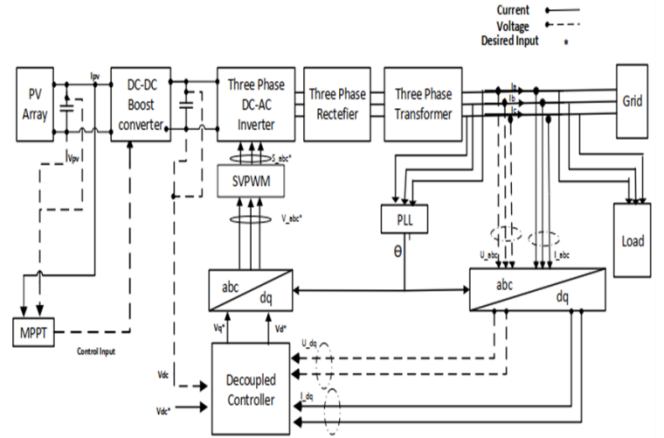 Current
Voltage
Desired Input *
PV
Array
Ipv
Vpv
DC-DC
Boost
converter
Three Phase
DC-AC
Inverter
Three Phase
Rectefier
Three Phase
Transformer
Ia
Ib
Ic
Grid
Load
S_abc*
SVPWM
V_abc*
PLL
θ
U_abc
I_abc
abc
dq
abc
dq
MPPT
Control Input
Vq*
Vd*
U_dq
Decoupled
Controller
I_dq
Vdc
Vdc*